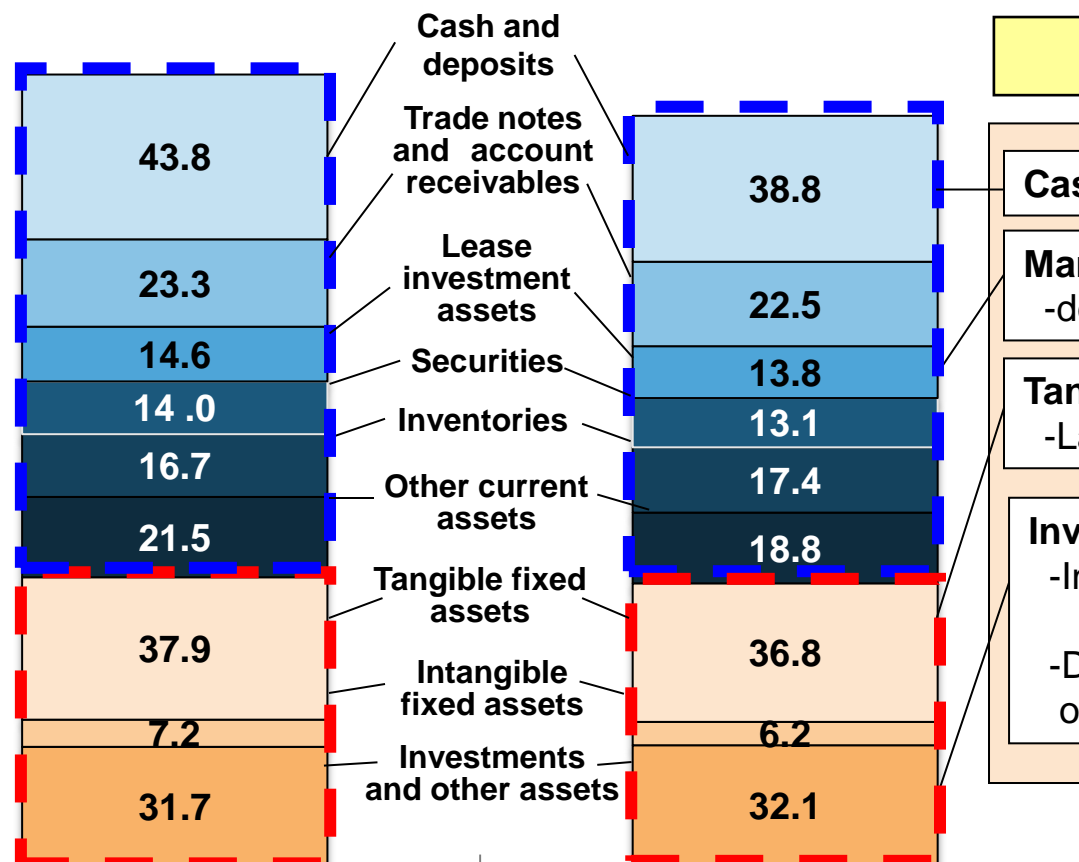 43.8
23.3
14.6
14 .0
16.7
21.5
37.9
7.2
31.7
Cash and
deposits
Trade notes
and account
receivables
Lease
investment
assets
Securities
Inventories
Other current
assets
Tangible fixed
assets
Intangible
fixed assets
Investments
and other assets
38.8
22.5
13.8
13.1
17.4
18.8
36.8
6.2
32.1